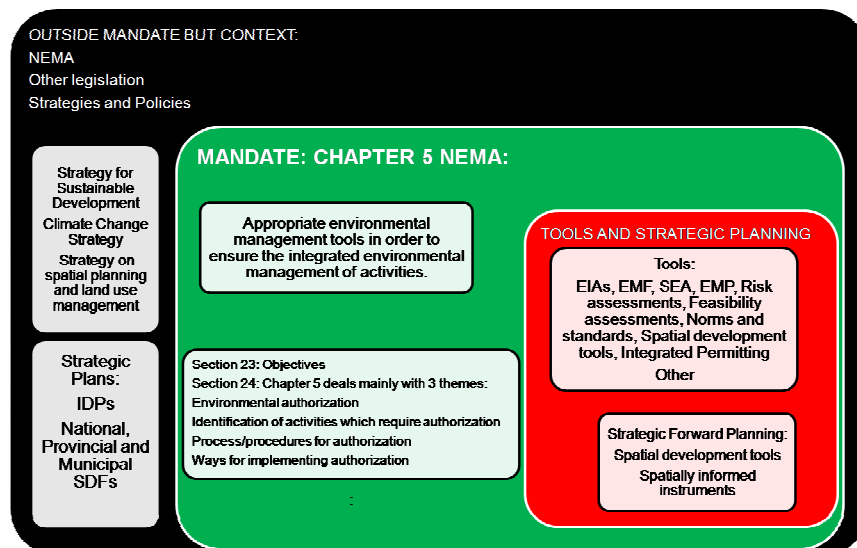 OUTSIDE MANDATE BUT CONTEXT:
NEMA
Other legislation
Strategies and Policies
Strategy for
Sustainable
Development
Climate Change
Strategy
Strategy on
spatial planning
and land use
management
Strategic
Plans:
IDPs
National,
Provincial and
Municipal
SDFs
MANDATE: CHAPTER 5 NEMA:
Appropriate environmental
management tools in order to
ensure the integrated environmental
management of activities.
Section 23: Objectives
Section 24: Chapter 5 deals mainly with 3 themes:
Environmental authorization
Identification of activities which require authorization
Process/procedures for authorization
Ways for implementing authorization
:
TOOLS AND STRATEGIC PLANNING
Tools:
EIAs, EMF, SEA, EMP, Risk
assessments, Feasibility
assessments, Norms and
standards, Spatial development
tools, Integrated Permitting
Other
Strategic Forward Planning:
Spatial development tools
Spatially informed
instruments